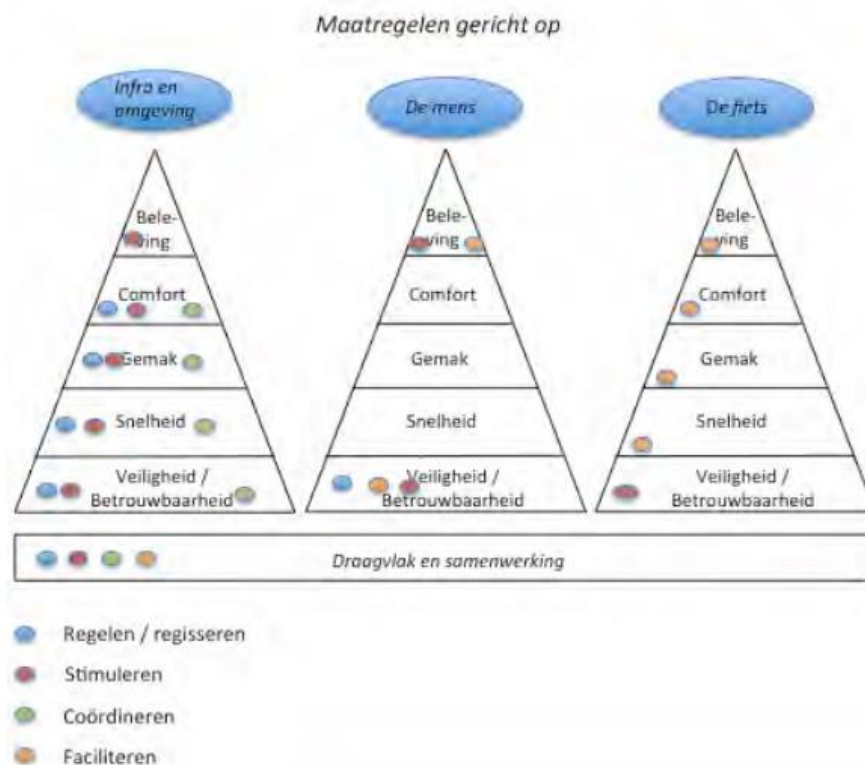 Maatregelen gericht op
Infra en
omgeving
De mens
De fiets
Bele-
ving
Comfort
Gemak
Snelheid
Veiligheid /
Betrouwbaarheid
Bele-
ving
Comfort
Gemak
Snelheid
Veiligheid /
Betrouwbaarheid
Bele-
ving
Comfort
Gemak
Snelheid
Veiligheid /
Betrouwbaarheid
Draagvlak en samenwerking
Regelen / regisseren
Stimuleren
Coördineren
Faciliteren